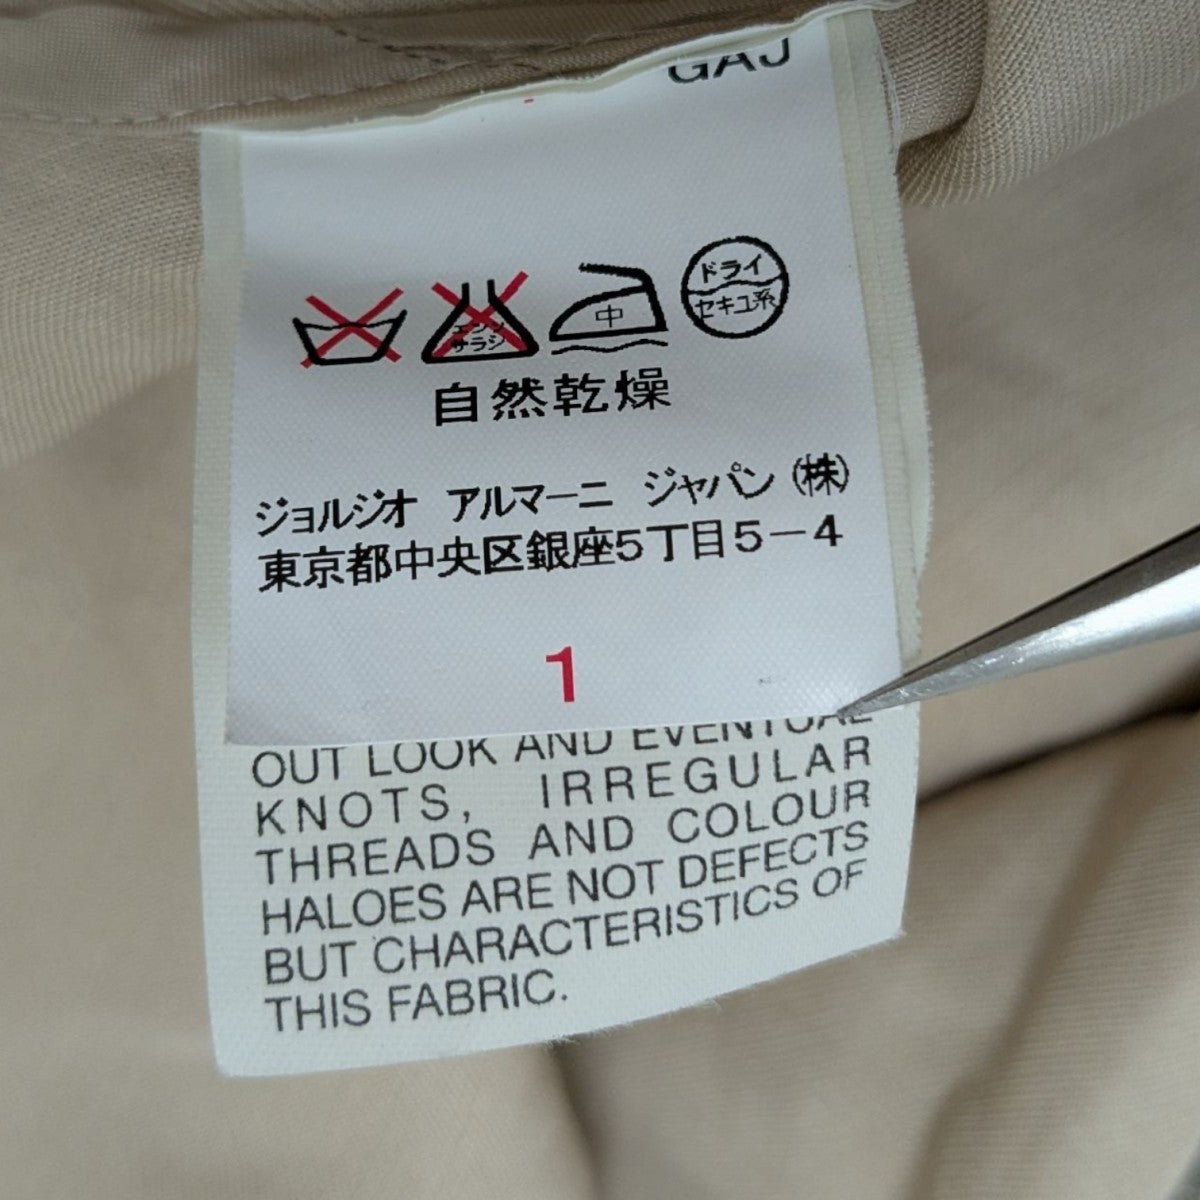 GAJ
エンソ
サラシ
中
ドライ
セキユ系
自然乾燥
ジョルジオ アルマーニ ジャパン(株)
東京都中央区銀座5丁目5-4
1
OUT LOOK AND EVENTUAL
KNOTS, IRREGULAR
THREADS AND COLOUR
HALOES ARE NOT DEFECTS
BUT CHARACTERISTICS OF
THIS FABRIC.